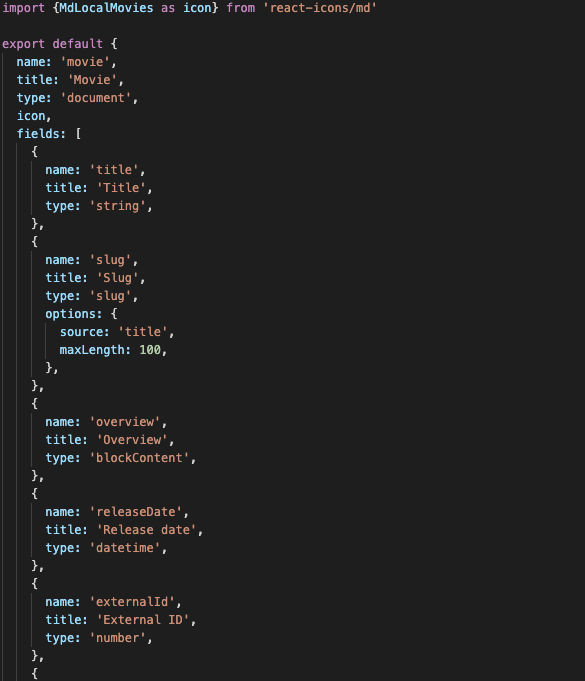 import {MdLocalMovies as icon} from 'react-icons/md'

export default {
  name: 'movie',
  title: 'Movie',
  type: 'document',
  icon,
  fields: [
    {
      name: 'title',
      title: 'Title',
      type: 'string',
    },
    {
      name: 'slug',
      title: 'Slug',
      type: 'slug',
      options: {
        source: 'title',
        maxLength: 100,
      },
    },
    {
      name: 'overview',
      title: 'Overview',
      type: 'blockContent',
    },
    {
      name: 'releaseDate',
      title: 'Release date',
      type: 'datetime',
    },
    {
      name: 'externalId',
      title: 'External ID',
      type: 'number',
    },
    {